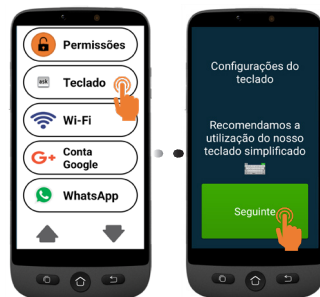 Permissões
ask
Teclado
Wi-Fi
G+
Conta
Google
WhatsApp
Configurações do
teclado
Recomendamos a
utilização do nosso
teclado simplificado
Seguinte